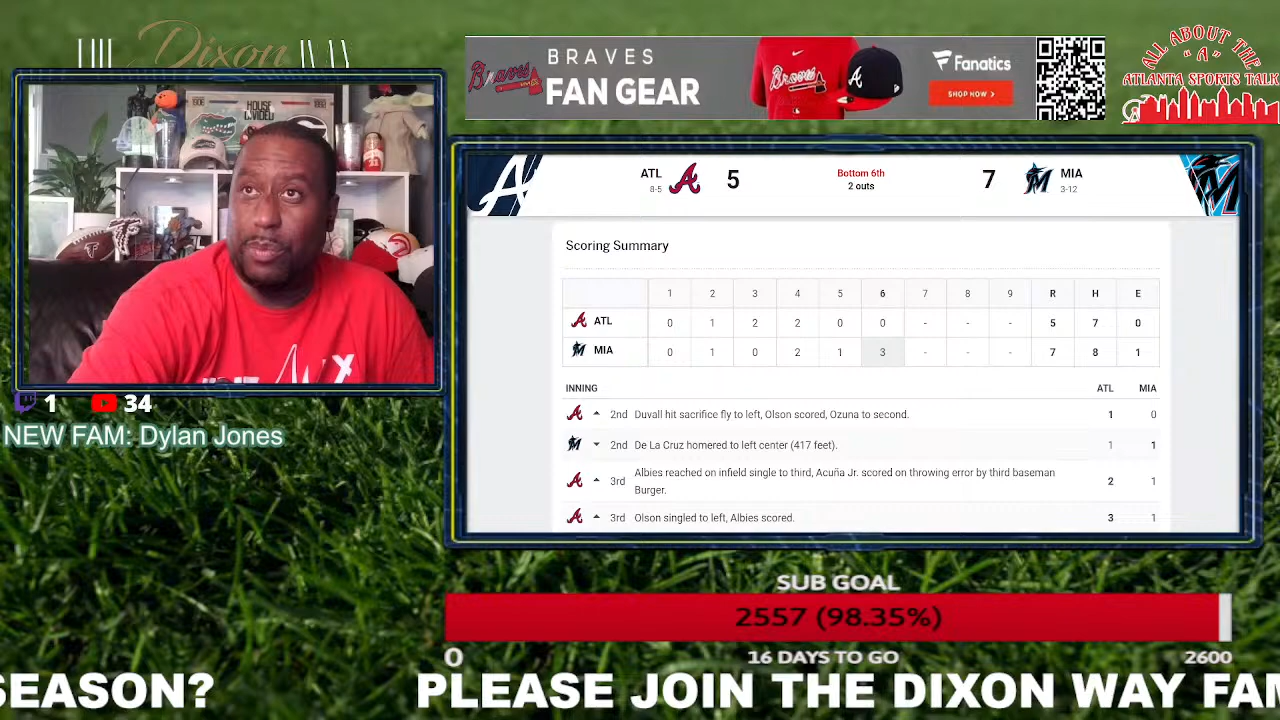 Dixon
HOUSE
DIVIDED
BRAVES
Braves
FAN GEAR
Braves
Fanatics
SHOP NOW >
ALL ABOUT THE
"A"
ATLANTA SPORTS TALK
ATL
8-5
5
Bottom 6th
2 outs
7
MIA
3-12
Scoring Summary
1 2 3 4 5 6 7 8 9 R H E
ATL 0 1 2 2 0 0 - - - 5 7 0
MIA 0 1 0 2 1 3 - - - 7 8 1
INNING ATL MIA
2nd Duvall hit sacrifice fly to left, Olson scored, Ozuna to second. 1 0
2nd De La Cruz homered to left center (417 feet). 1 1
3rd Albies reached on infield single to third, Acuña Jr. scored on throwing error by third baseman
Burger. 2 1
3rd Olson singled to left, Albies scored. 3 1
1 34
NEW FAM: Dylan Jones
SUB GOAL
2557 (98.35%)
0 16 DAYS TO GO 2600
SEASON? PLEASE JOIN THE DIXON WAY FAM